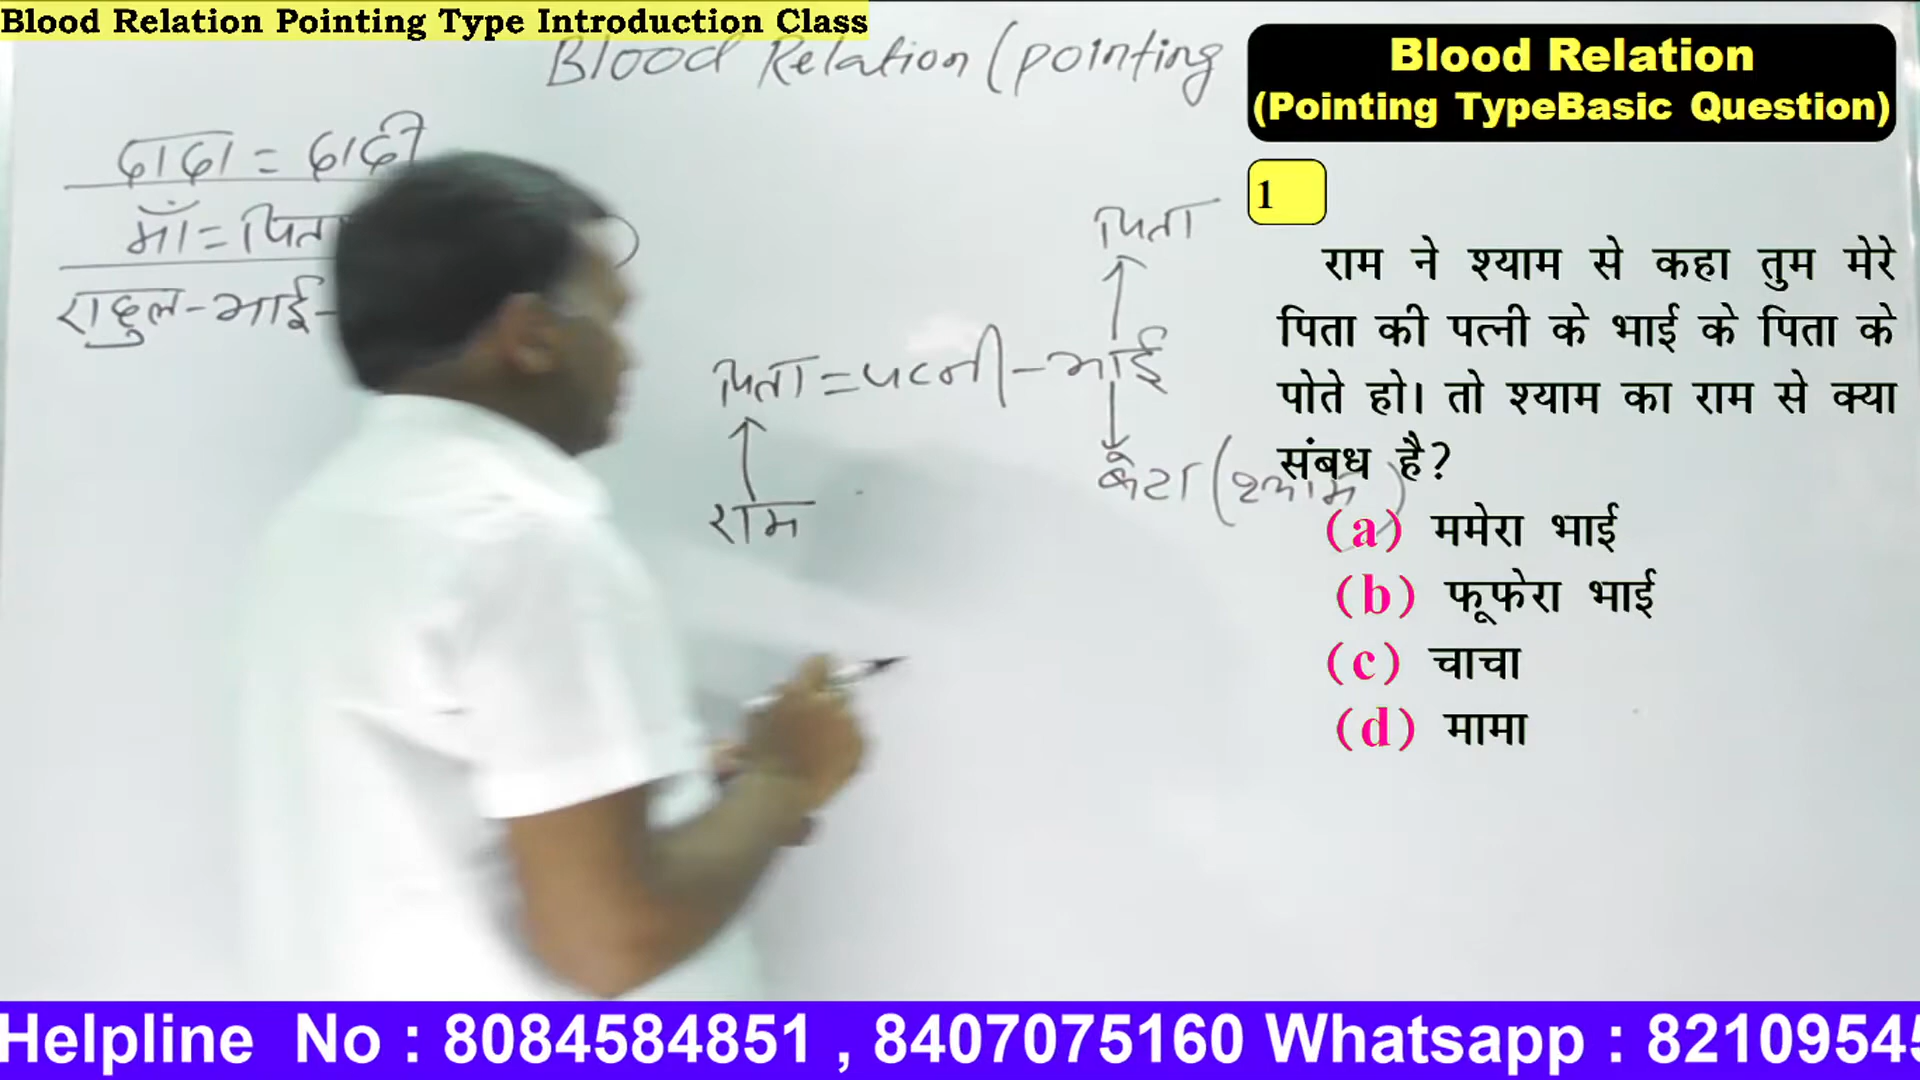 Blood Relation Pointing Type Introduction Class
Blood Relation (pointing
दादा = दादी
माँ = पिता
राहुल - भाई -
पिता
पिता = पत्नी - भाई
राम
बेटा (श्याम)
Blood Relation
(Pointing TypeBasic Question)
1
राम ने श्याम से कहा तुम मेरे
पिता की पत्नी के भाई के पिता के
पोते हो। तो श्याम का राम से क्या
संबध है?
(a) ममेरा भाई
(b) फूफेरा भाई
(c) चाचा
(d) मामा
Helpline No : 8084584851 , 8407075160 Whatsapp : 82109545